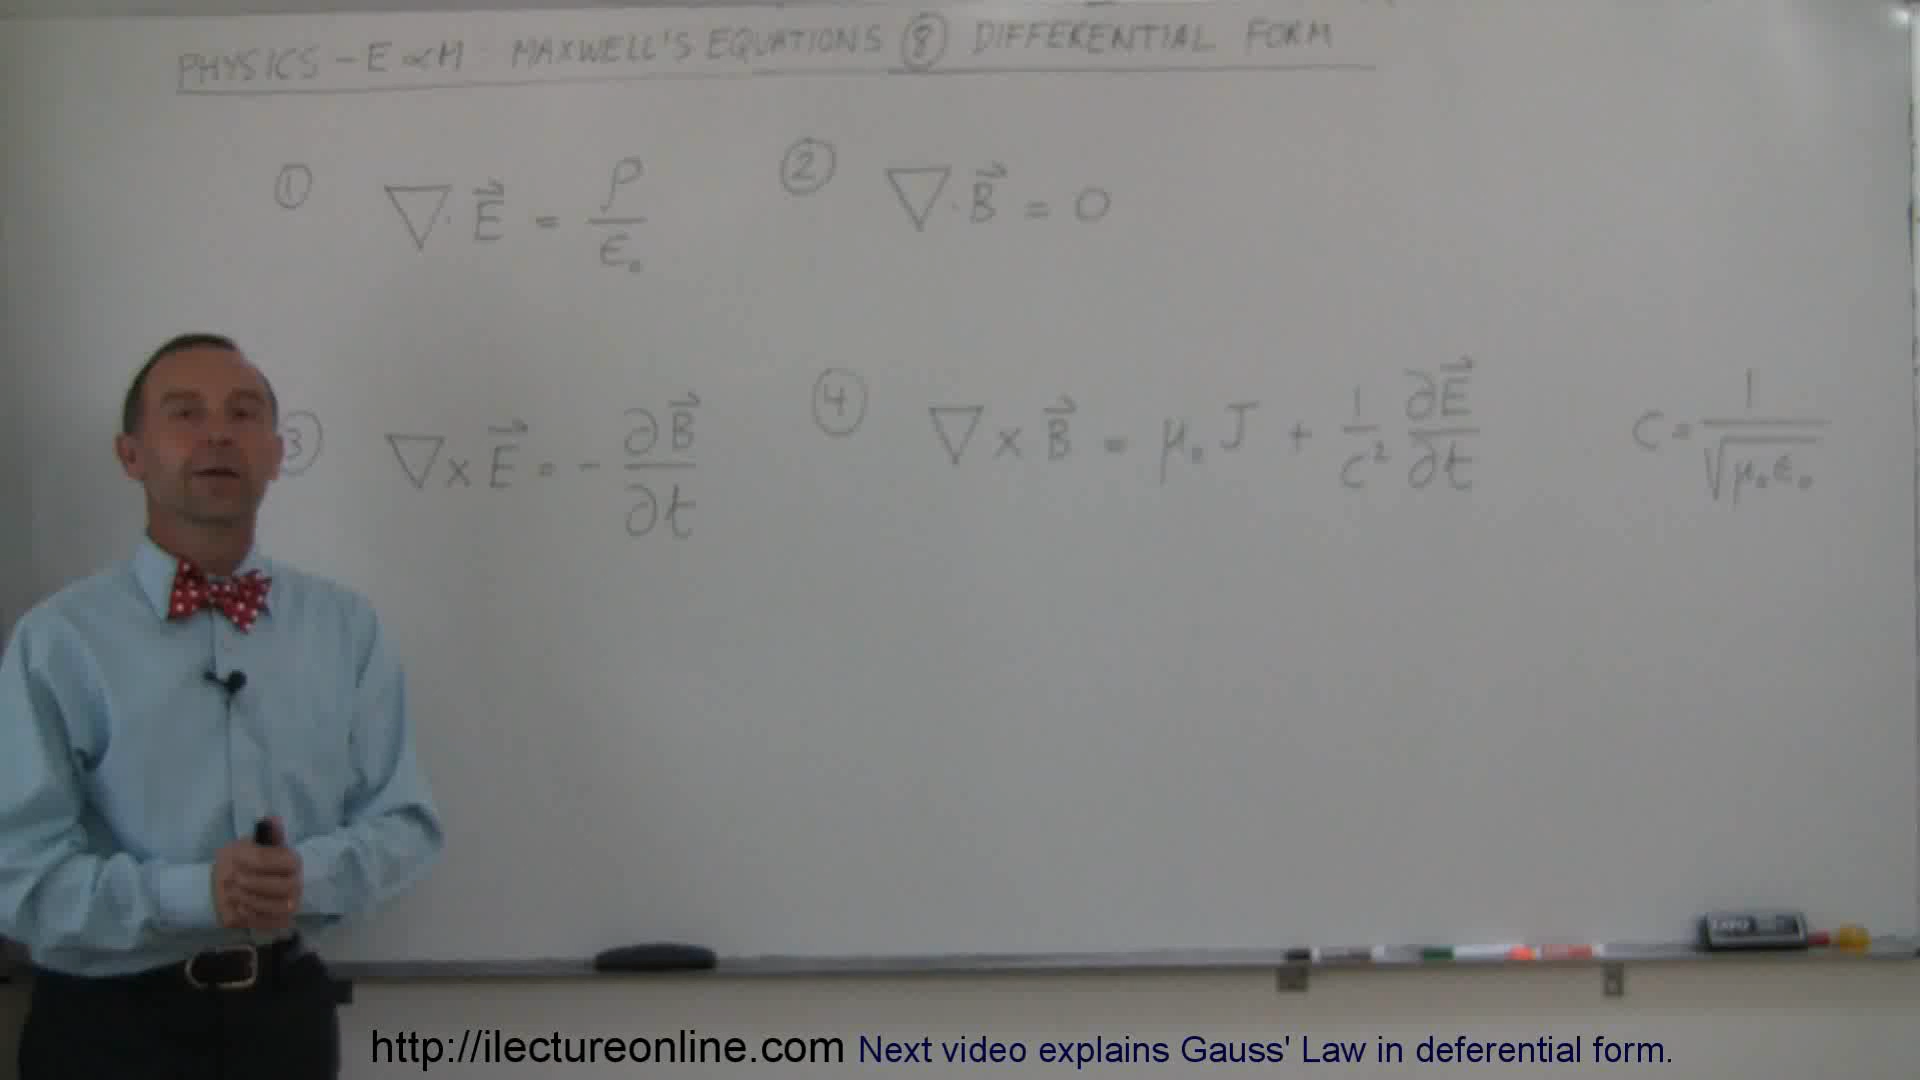 PHYSICS - E & M MAXWELL'S EQUATIONS ⑧ DIFFERENTIAL FORM
① ∇·E⃗ = ρ/ε₀ ② ∇·B⃗ = 0
③ ∇×E⃗ = - ∂B⃗/∂t ④ ∇×B⃗ = μ₀J + 1/c² ∂E⃗/∂t C = 1/√μ₀ε₀
EXPO
http://ilectureonline.com Next video explains Gauss' Law in deferential form.